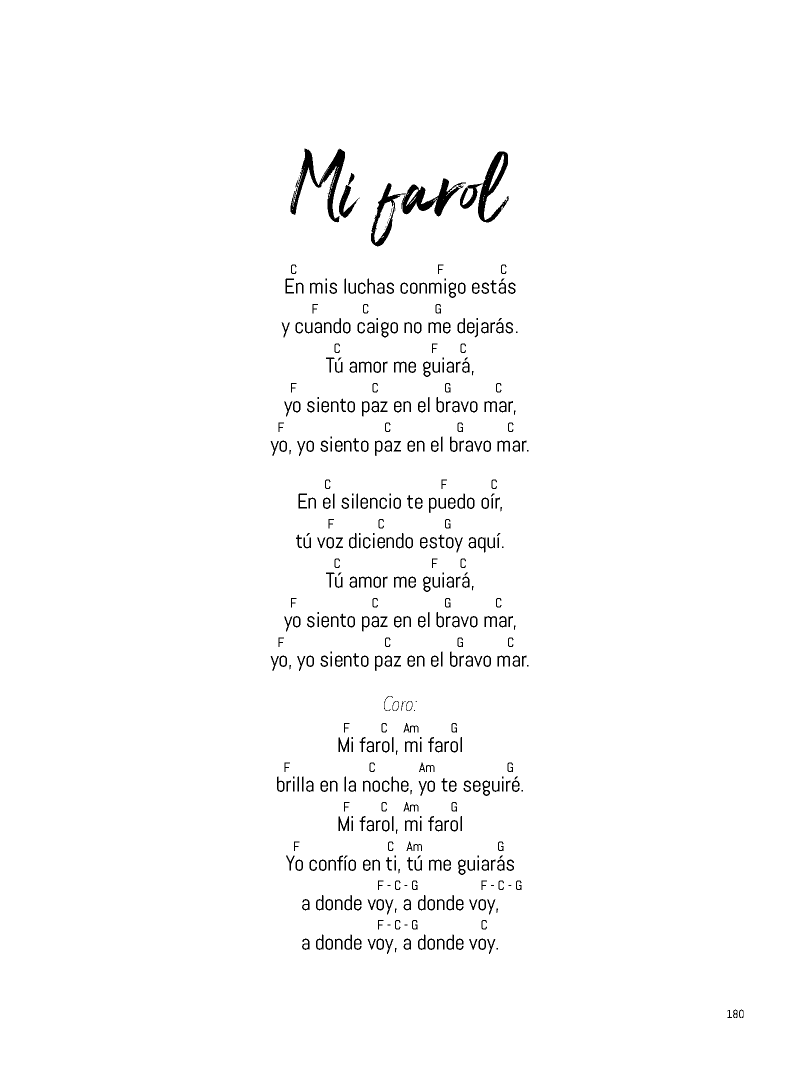 Mi farol
C F C
En mis luchas conmigo estás
F C G
y cuando caigo no me dejarás.
C F C
Tú amor me guiará,
F C G C
yo siento paz en el bravo mar,
F C G C
yo, yo siento paz en el bravo mar.
C F C
En el silencio te puedo oír,
F C G
tú voz diciendo estoy aquí.
C F C
Tú amor me guiará,
F C G C
yo siento paz en el bravo mar,
F C G C
yo, yo siento paz en el bravo mar.
Coro:
F C Am G
Mi farol, mi farol
F C Am G
brilla en la noche, yo te seguiré.
F C Am G
Mi farol, mi farol
F C Am G
Yo confío en ti, tú me guiarás
F - C - G F - C - G
a donde voy, a donde voy,
F - C - G C
a donde voy, a donde voy.
180